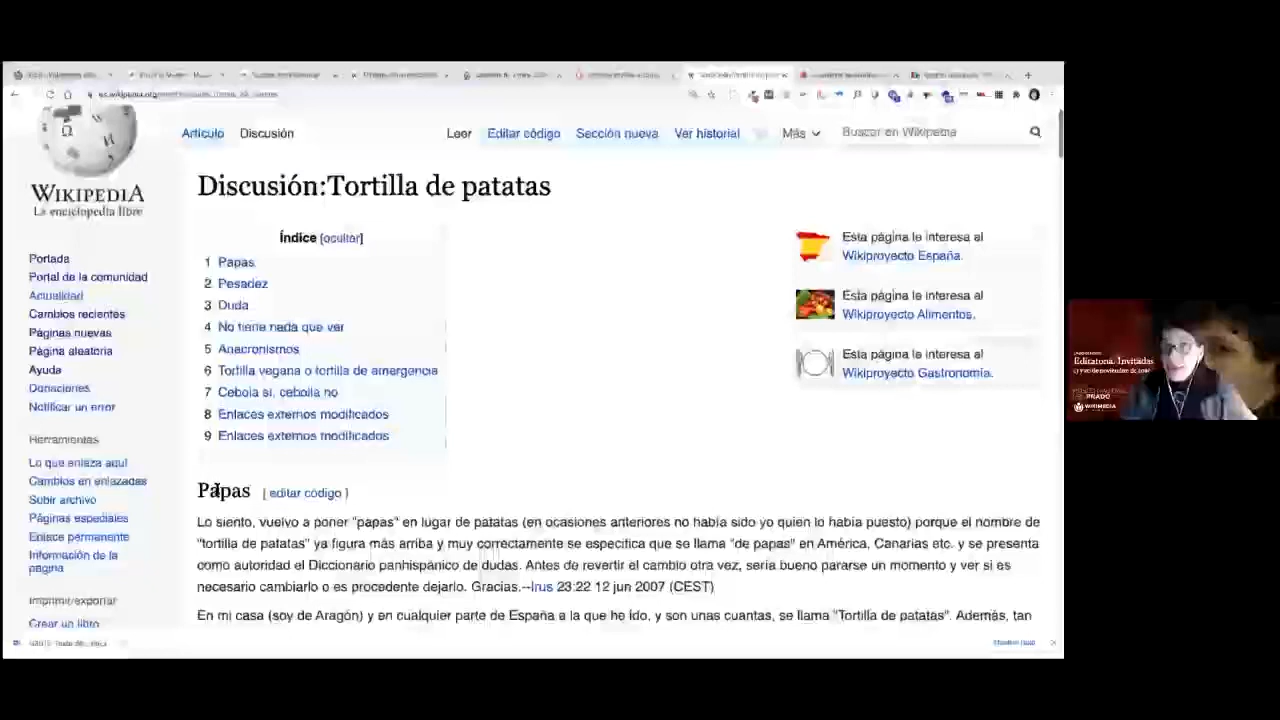 Artículo
Discusión
Leer
Editar código
Sección nueva
Ver historial
Más
Buscar en Wikipedia
WIKIPEDIA
La enciclopedia libre
Discusión:Tortilla de patatas
Índice [ocultar]
1 Papas
2 Pesadez
3 Duda
4 No tiene nada que ver
5 Anacronismos
6 Tortilla vegana o tortilla de emergencia
7 Cebola si, cebolla no
8 Enlaces externos modificados
9 Enlaces externos modificados
Esta página le interesa al
Wikiproyecto España.
Esta página le interesa al
Wikiproyecto Alimentos.
Esta página le interesa al
Wikiproyecto Gastronomía.
Portada
Portal de la comunidad
Actualidad
Cambios recientes
Páginas nuevas
Página aleatoria
Ayuda
Donaciones
Notificar un error
Herramientas
Lo que enlaza aquí
Cambios en enlazadas
Subir archivo
Páginas especiales
Enlace permanente
Información de la
página
Imprimir/exportar
Crear un libro
Papas [ editar código ]
Lo siento, vuelvo a poner "papas" en lugar de patatas (en ocasiones anteriores no había sido yo quien lo había puesto) porque el nombre de
"tortilla de patatas" ya figura más arriba y muy correctamente se especifica que se llama "de papas" en América, Canarias etc. y se presenta
como autoridad el Diccionario panhispánico de dudas. Antes de revertir el cambio otra vez, sería bueno pararse un momento y ver si es
necesario cambiarlo o es procedente dejarlo. Gracias.--Irus 23:22 12 jun 2007 (CEST)
En mi casa (soy de Aragón) y en cualquier parte de España a la que he ido, y son unas cuantas, se llama "Tortilla de patatas". Además, tan
Editatona: Invitadas
PRADO
WIKIMEDIA